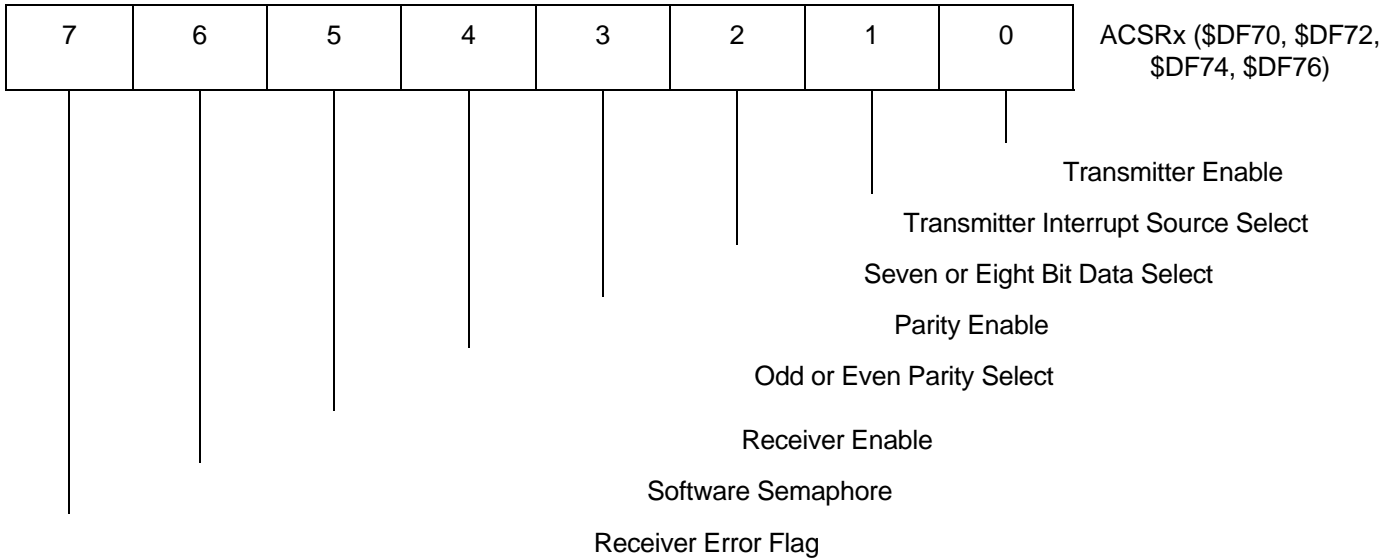 7 6 5 4 3 2 1 0 ACSRx ($DF70, $DF72,
$DF74, $DF76)
Transmitter Enable
Transmitter Interrupt Source Select
Seven or Eight Bit Data Select
Parity Enable
Odd or Even Parity Select
Receiver Enable
Software Semaphore
Receiver Error Flag